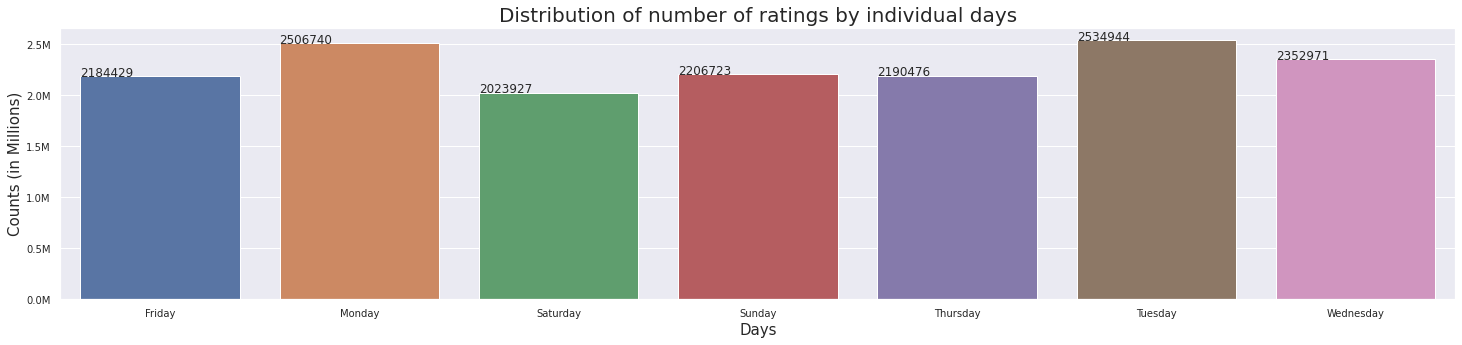 Distribution of number of ratings by individual days
Counts (in Millions)
2.5M
2.0M
1.5M
1.0M
0.5M
0.0M
2184429
2506740
2023927
2206723
2190476
2534944
2352971
Friday
Monday
Saturday
Sunday
Thursday
Tuesday
Wednesday
Days